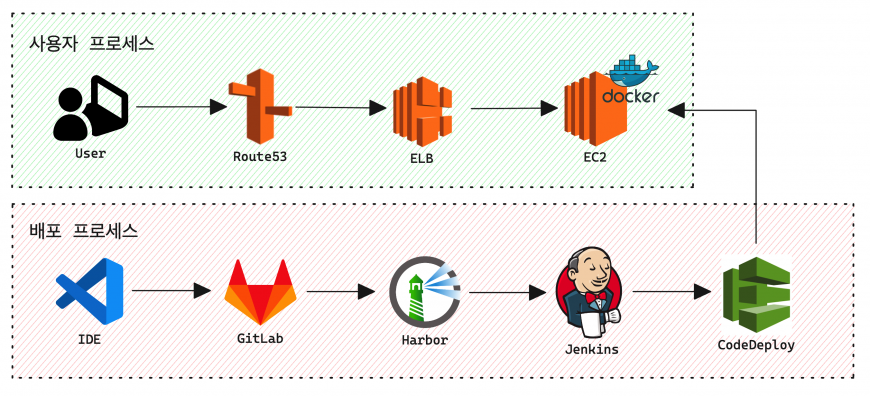 사용자 프로세스
docker
User
Route53
ELB
EC2
배포 프로세스
IDE
GitLab
Harbor
Jenkins
CodeDeploy